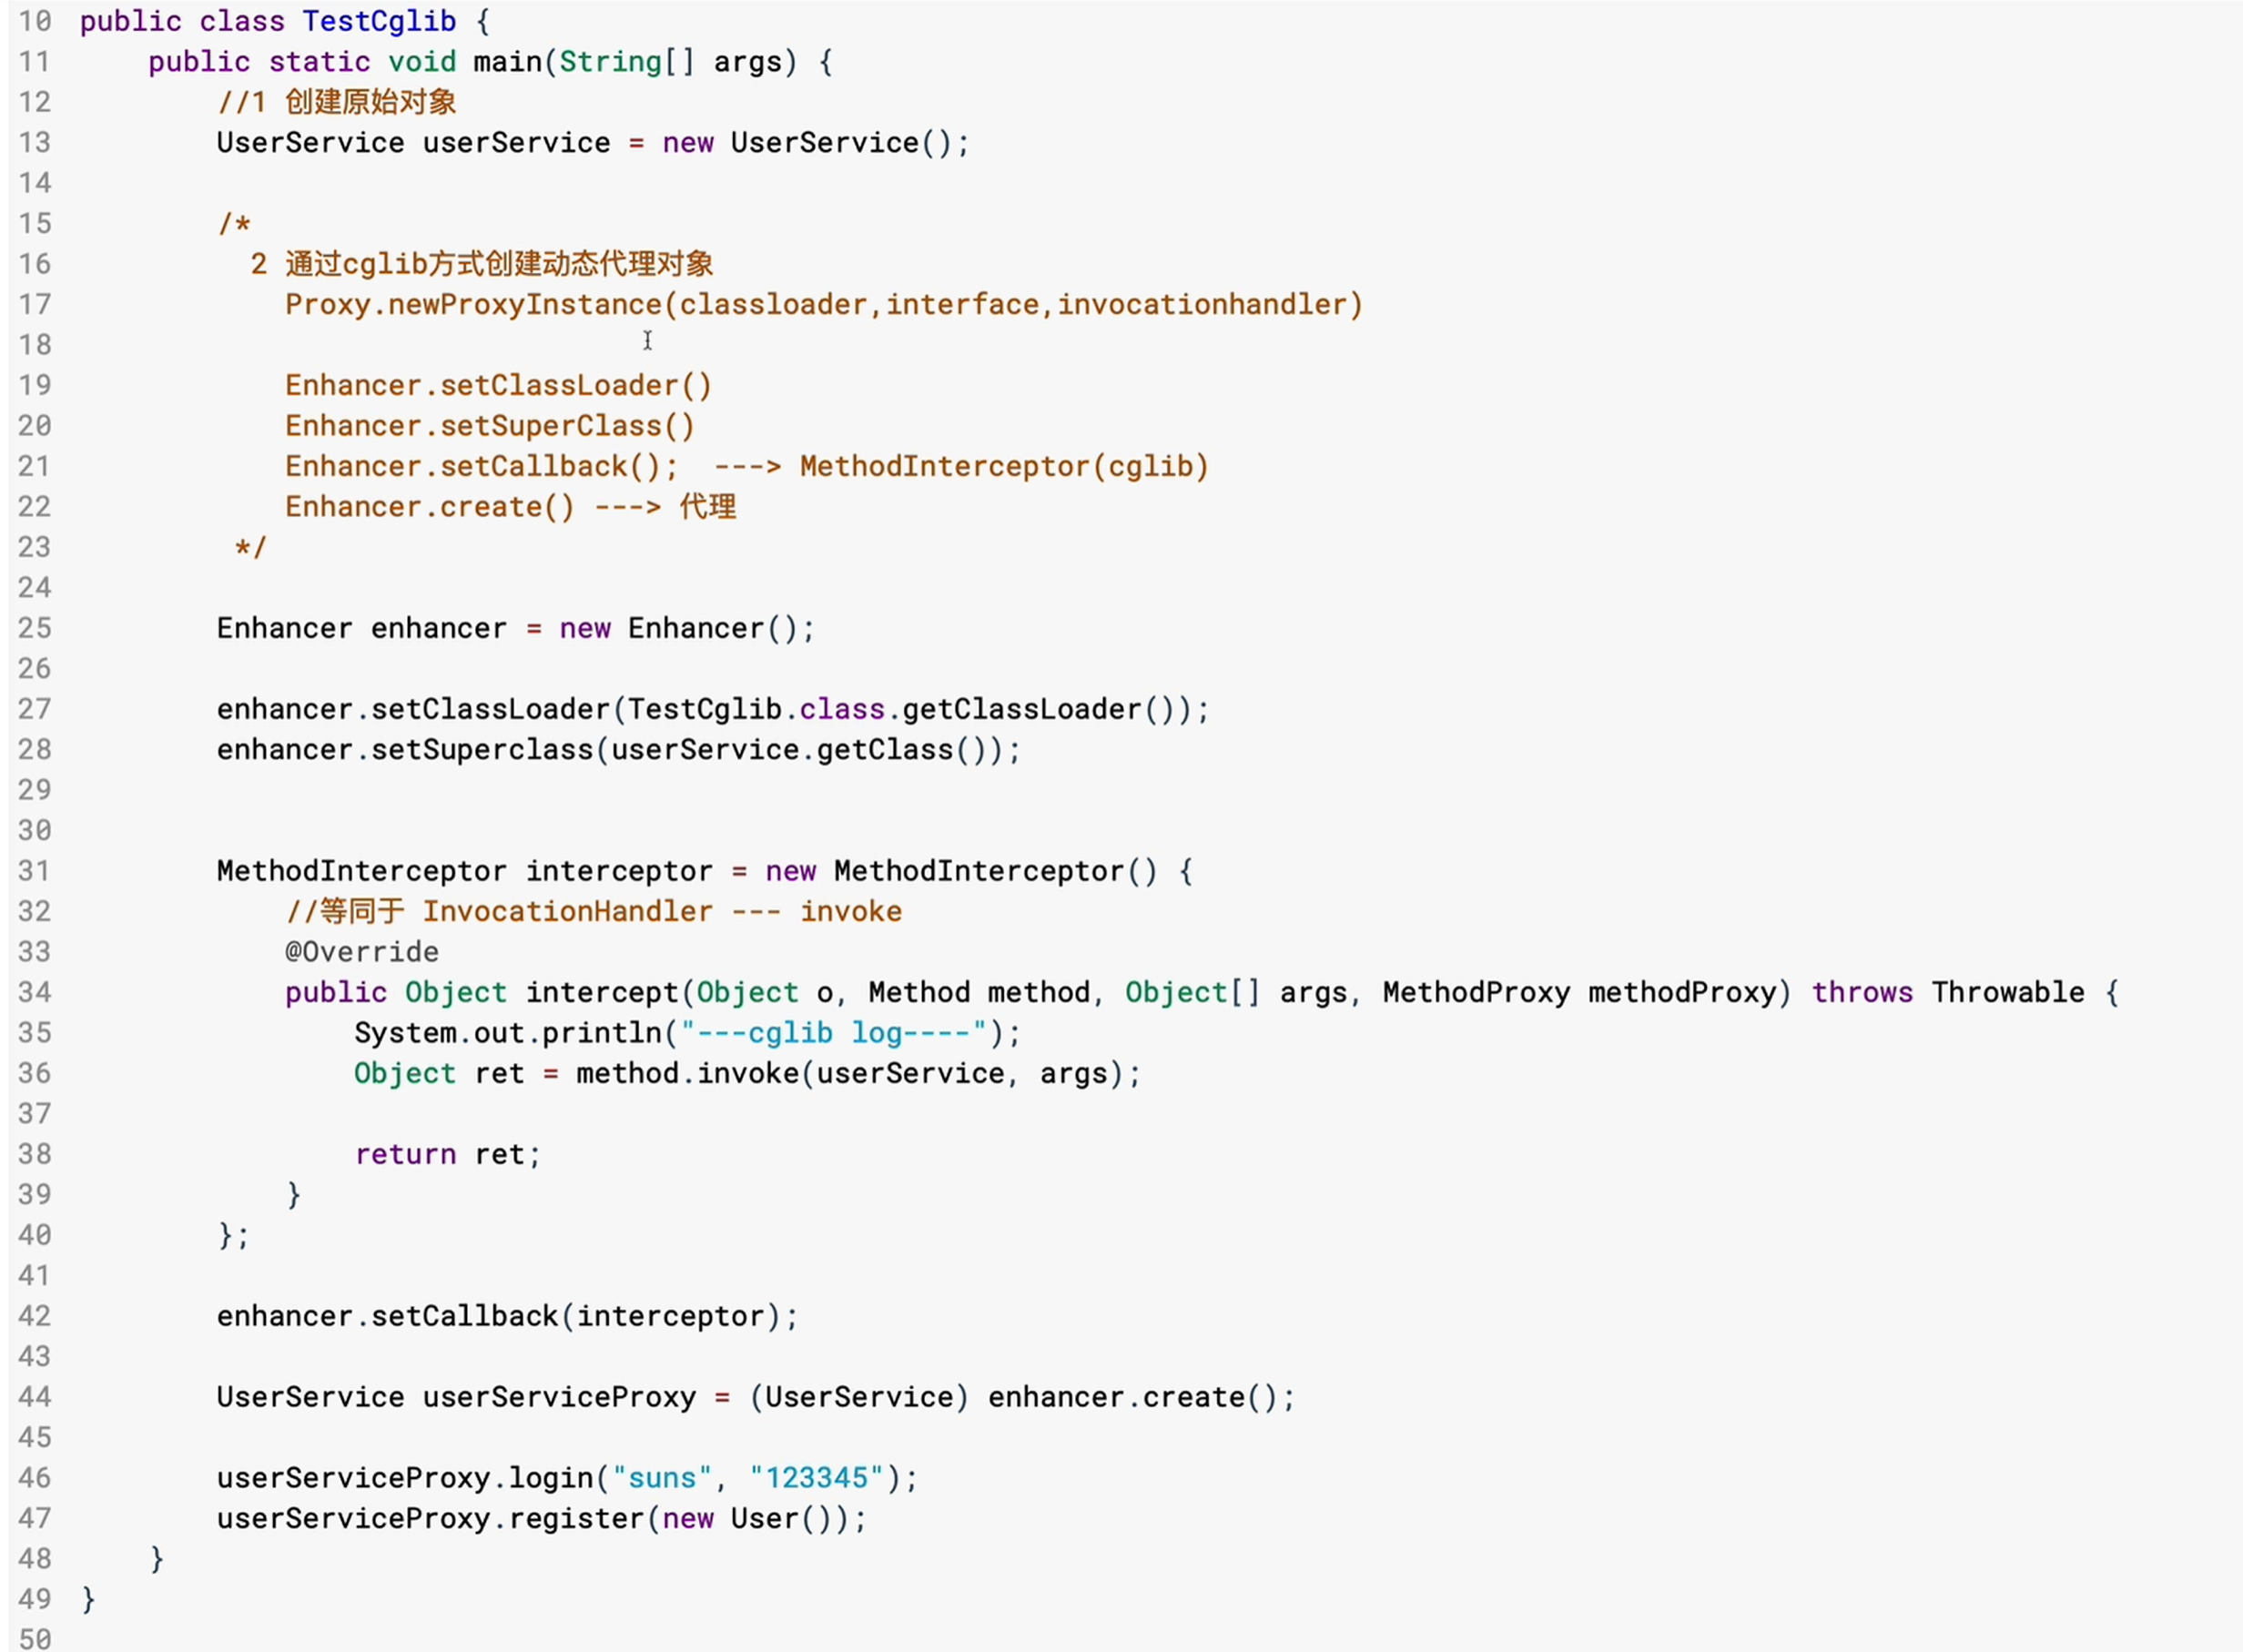 10 public class TestCglib {
11 public static void main(String[] args) {
12 //1 创建原始对象
13 UserService userService = new UserService();
14
15 /*
16 2 通过cglib方式创建动态代理对象
17 Proxy.newProxyInstance(classloader,interface,invocationhandler)
18
19 Enhancer.setClassLoader()
20 Enhancer.setSuperClass()
21 Enhancer.setCallback(); ---> MethodInterceptor(cglib)
22 Enhancer.create() ---> 代理
23 */
24
25 Enhancer enhancer = new Enhancer();
26
27 enhancer.setClassLoader(TestCglib.class.getClassLoader());
28 enhancer.setSuperclass(userService.getClass());
29
30
31 MethodInterceptor interceptor = new MethodInterceptor() {
32 //等同于 InvocationHandler --- invoke
33 @Override
34 public Object intercept(Object o, Method method, Object[] args, MethodProxy methodProxy) throws Throwable {
35 System.out.println("---cglib log----");
36 Object ret = method.invoke(userService, args);
37
38 return ret;
39 }
40 };
41
42 enhancer.setCallback(interceptor);
43
44 UserService userServiceProxy = (UserService) enhancer.create();
45
46 userServiceProxy.login("suns", "123345");
47 userServiceProxy.register(new User());
48 }
49 }
50